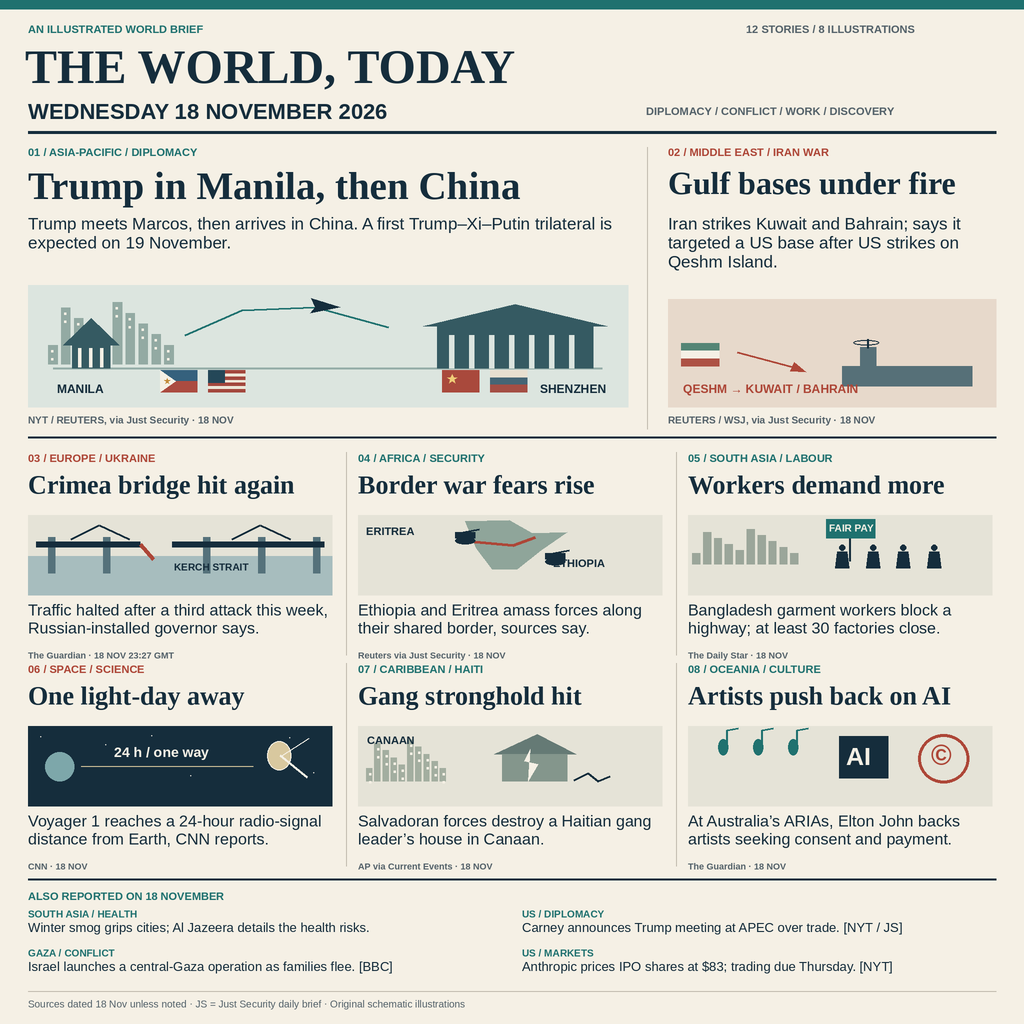 AN ILLUSTRATED WORLD BRIEF
12 STORIES / 8 ILLUSTRATIONS
THE WORLD, TODAY
WEDNESDAY 18 NOVEMBER 2026
DIPLOMACY / CONFLICT / WORK / DISCOVERY
01 / ASIA-PACIFIC / DIPLOMACY
Trump in Manila, then China
Trump meets Marcos, then arrives in China. A first Trump–Xi–Putin trilateral is
expected on 19 November.
MANILA
SHENZHEN
NYT / REUTERS, via Just Security · 18 NOV
02 / MIDDLE EAST / IRAN WAR
Gulf bases under fire
Iran strikes Kuwait and Bahrain; says it
targeted a US base after US strikes on
Qeshm Island.
QESHM → KUWAIT / BAHRAIN
REUTERS / WSJ, via Just Security · 18 NOV
03 / EUROPE / UKRAINE
Crimea bridge hit again
KERCH STRAIT
Traffic halted after a third attack this week,
Russian-installed governor says.
The Guardian · 18 NOV 23:27 GMT
04 / AFRICA / SECURITY
Border war fears rise
ERITREA
ETHIOPIA
Ethiopia and Eritrea amass forces along
their shared border, sources say.
Reuters via Just Security · 18 NOV
05 / SOUTH ASIA / LABOUR
Workers demand more
FAIR PAY
Bangladesh garment workers block a
highway; at least 30 factories close.
The Daily Star · 18 NOV
06 / SPACE / SCIENCE
One light-day away
24 h / one way
Voyager 1 reaches a 24-hour radio-signal
distance from Earth, CNN reports.
CNN · 18 NOV
07 / CARIBBEAN / HAITI
Gang stronghold hit
CANAAN
Salvadoran forces destroy a Haitian gang
leader’s house in Canaan.
AP via Current Events · 18 NOV
08 / OCEANIA / CULTURE
Artists push back on AI
AI
©
At Australia’s ARIAs, Elton John backs
artists seeking consent and payment.
The Guardian · 18 NOV
ALSO REPORTED ON 18 NOVEMBER
SOUTH ASIA / HEALTH
Winter smog grips cities; Al Jazeera details the health risks.
US / DIPLOMACY
Carney announces Trump meeting at APEC over trade. [NYT / JS]
GAZA / CONFLICT
Israel launches a central-Gaza operation as families flee. [BBC]
US / MARKETS
Anthropic prices IPO shares at $83; trading due Thursday. [NYT]
Sources dated 18 Nov unless noted · JS = Just Security daily brief · Original schematic illustrations